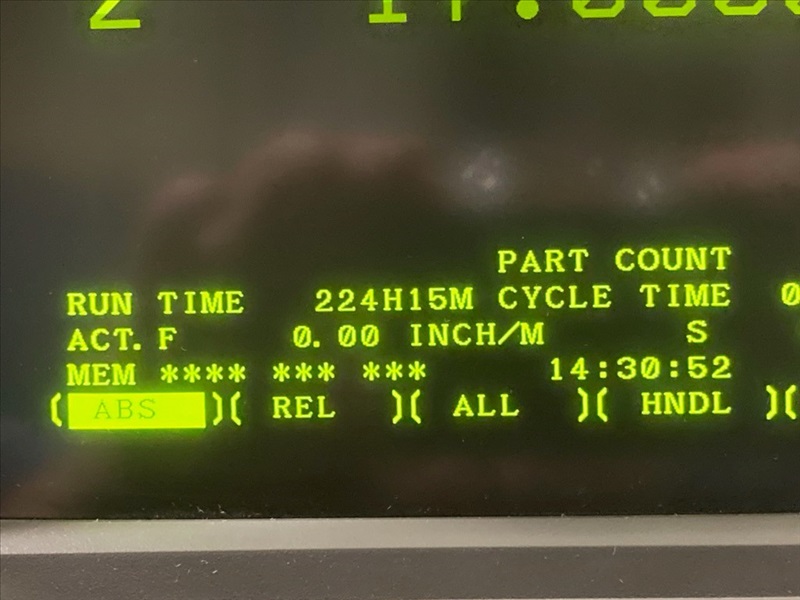 Z
PART COUNT
RUN TIME 224H15M CYCLE TIME 0
ACT. F 0.00 INCH/M S
MEM **** *** *** 14:30:52
( ABS )( REL )( ALL )( HNDL )(